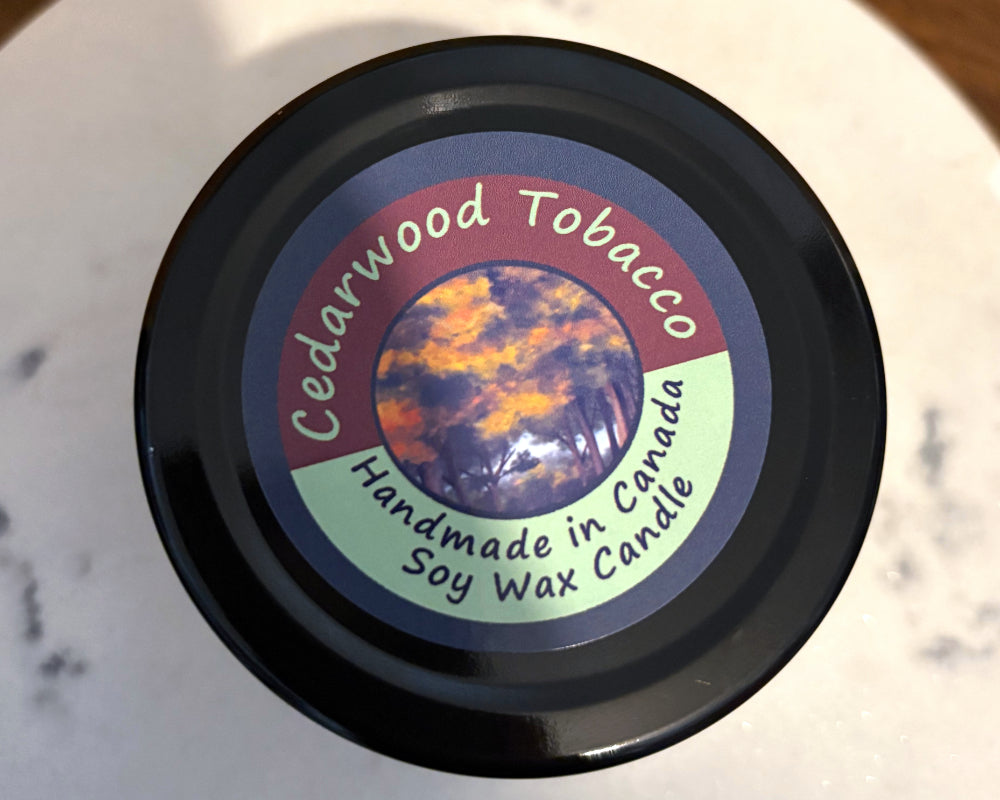 Cedarwood Tobacco
Handmade in Canada
Soy Wax Candle